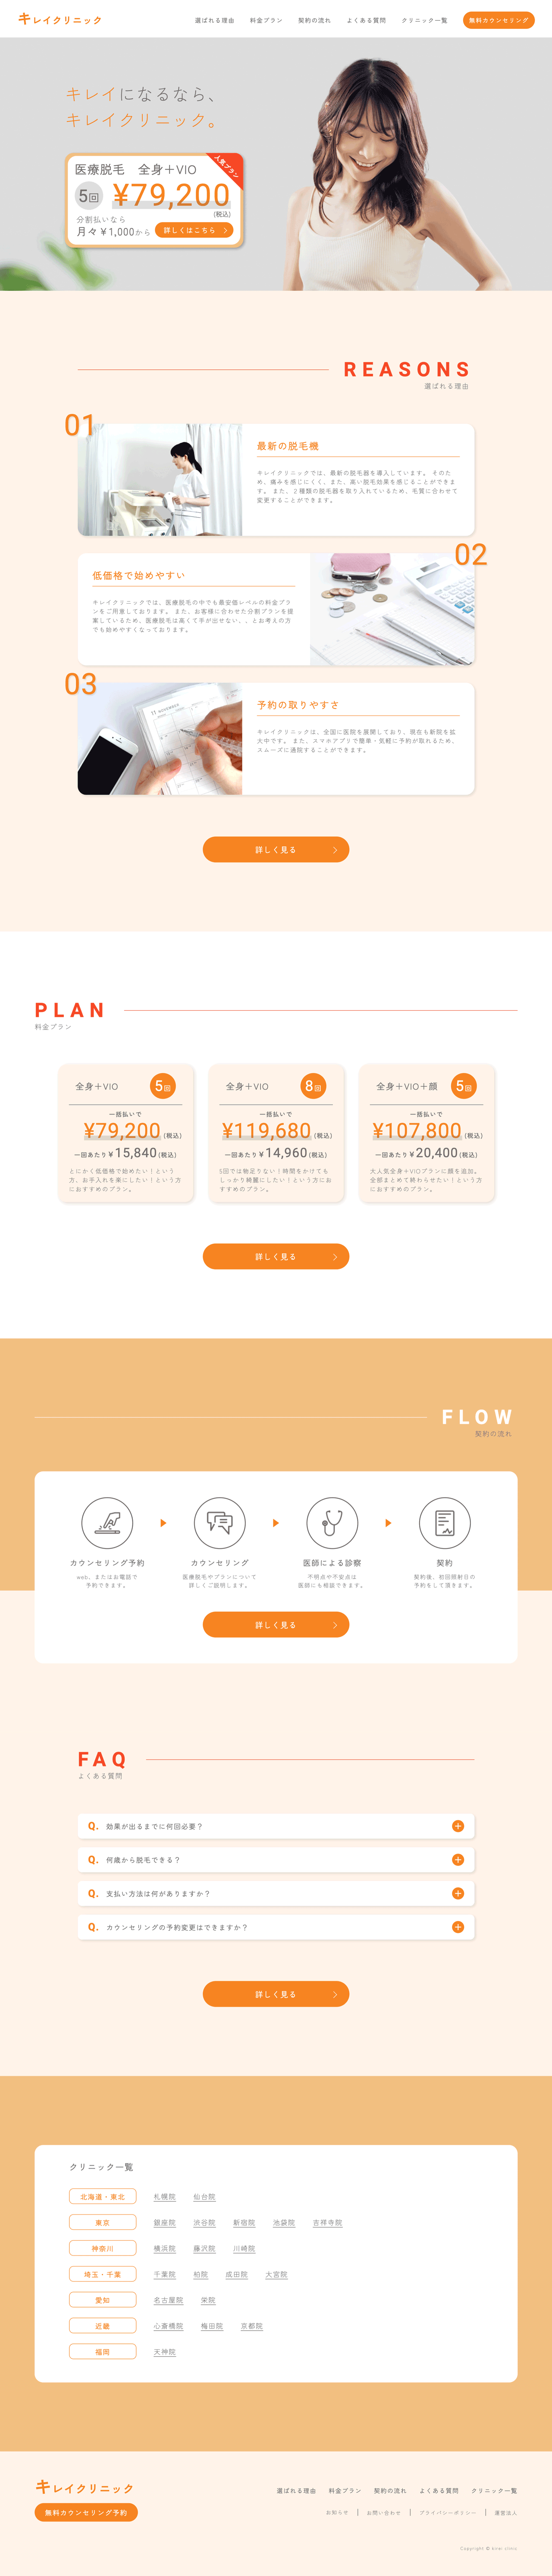 キレイクリニック
選ばれる理由
料金プラン
契約の流れ
よくある質問
クリニック一覧
無料カウンセリング
キレイになるなら、
キレイクリニック。
人気プラン
医療脱毛　全身＋VIO
5回
¥79,200
(税込)
分割払いなら
月々¥1,000から
詳しくはこちら
REASONS
選ばれる理由
01
最新の脱毛機
キレイクリニックでは、最新の脱毛器を導入しています。 そのた
め、痛みを感じにくく、また、高い脱毛効果を感じることができま
す。 また、２種類の脱毛器を取り入れているため、毛質に合わせて
変更することができます。
02
低価格で始めやすい
キレイクリニックでは、医療脱毛の中でも最安価レベルの料金プラ
ンをご用意しております。 また、お客様に合わせた分割プランを提
案しているため、医療脱毛は高くて手が出せない、、とお考えの方
でも始めやすくなっております。
03
予約の取りやすさ
キレイクリニックは、全国に医院を展開しており、現在も新院を拡
大中です。 また、スマホアプリで簡単・気軽に予約が取れるため、
スムーズに通院することができます。
詳しく見る
PLAN
料金プラン
全身＋VIO
5回
一括払いで
¥79,200 (税込)
一回あたり¥15,840(税込)
とにかく低価格で始めたい！という
方、お手入れを楽にしたい！という方
におすすめのプラン。
全身＋VIO
8回
一括払いで
¥119,680 (税込)
一回あたり¥14,960(税込)
5回では物足りない！時間をかけても
しっかり綺麗にしたい！という方にお
すすめのプラン。
全身＋VIO＋顔
5回
一括払いで
¥107,800 (税込)
一回あたり¥20,400(税込)
大人気全身＋VIOプランに顔を追加。
全部まとめて終わらせたい！という方
におすすめのプラン。
詳しく見る
FLOW
契約の流れ
カウンセリング予約
web、またはお電話で
予約できます。
カウンセリング
医療脱毛やプランについて
詳しくご説明します。
医師による診察
不明点や不安点は
医師にも相談できます。
契約
契約後、初回照射日の
予約をして頂きます。
詳しく見る
FAQ
よくある質問
Q. 効果が出るまでに何回必要？
Q. 何歳から脱毛できる？
Q. 支払い方法は何がありますか？
Q. カウンセリングの予約変更はできますか？
詳しく見る
クリニック一覧
北海道・東北 札幌院 仙台院
東京 銀座院 渋谷院 新宿院 池袋院 吉祥寺院
神奈川 横浜院 藤沢院 川崎院
埼玉・千葉 千葉院 柏院 成田院 大宮院
愛知 名古屋院 栄院
近畿 心斎橋院 梅田院 京都院
福岡 天神院
キレイクリニック
無料カウンセリング予約
選ばれる理由
料金プラン
契約の流れ
よくある質問
クリニック一覧
お知らせ
お問い合わせ
プライバシーポリシー
運営法人
Copyright © kirei clinic